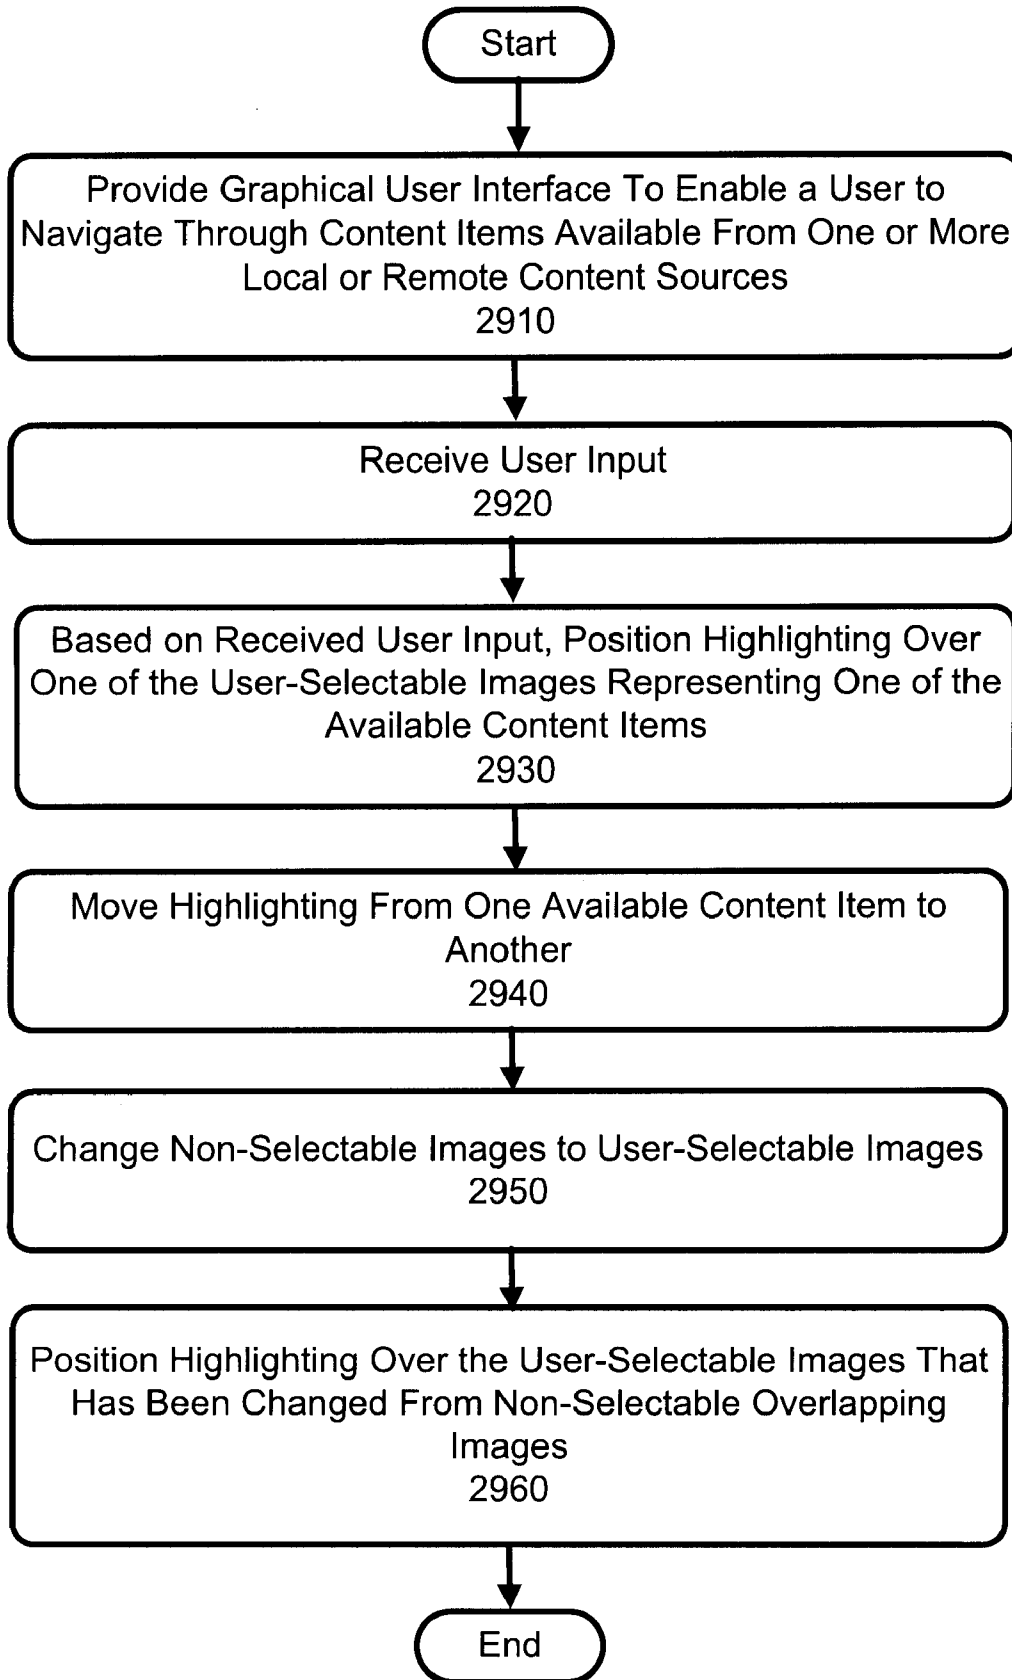 Start
Provide Graphical User Interface To Enable a User to
Navigate Through Content Items Available From One or More
Local or Remote Content Sources
2910
Receive User Input
2920
Based on Received User Input, Position Highlighting Over
One of the User-Selectable Images Representing One of the
Available Content Items
2930
Move Highlighting From One Available Content Item to
Another
2940
Change Non-Selectable Images to User-Selectable Images
2950
Position Highlighting Over the User-Selectable Images That
Has Been Changed From Non-Selectable Overlapping
Images
2960
End